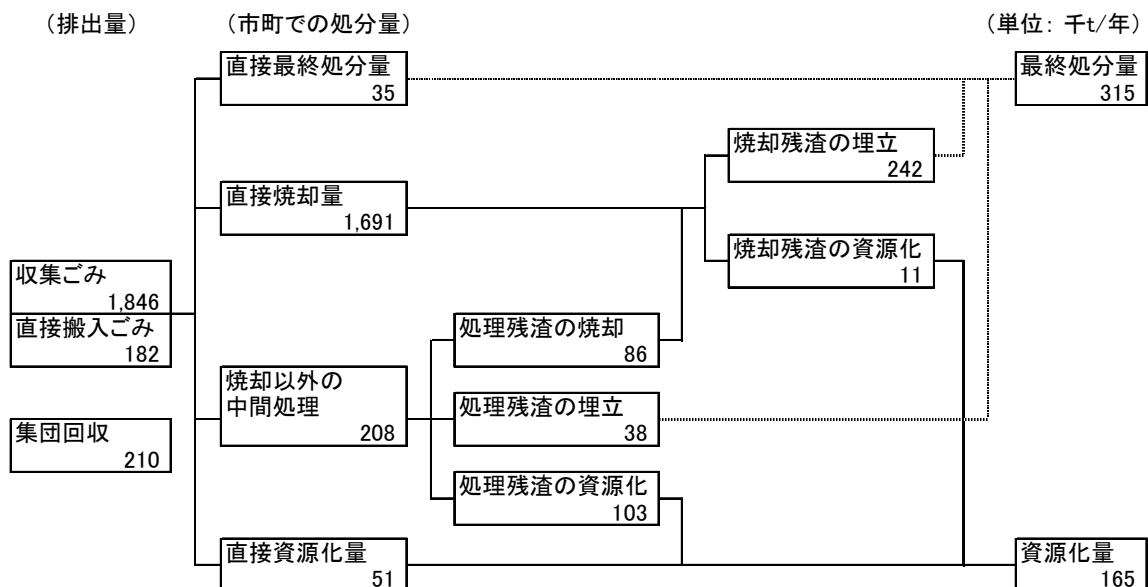 （排出量）
（市町での処分量）
（単位：千t/年）
直接最終処分量
35
最終処分量
315
焼却残渣の埋立
242
直接焼却量
1,691
焼却残渣の資源化
11
収集ごみ
1,846
直接搬入ごみ
182
処理残渣の焼却
86
焼却以外の
中間処理
208
処理残渣の埋立
38
集団回収
210
処理残渣の資源化
103
直接資源化量
51
資源化量
165